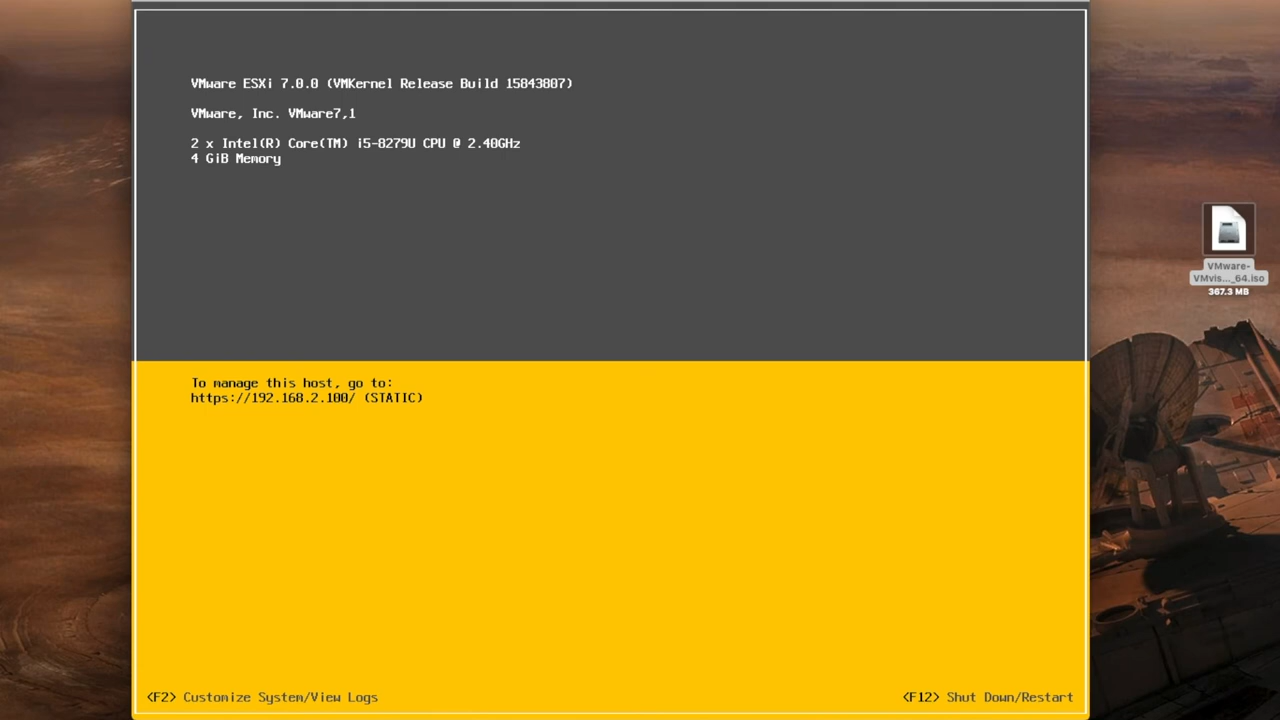 VMware ESXi 7.0.0 (VMKernel Release Build 15843807)
VMware, Inc. VMware7,1
2 x Intel(R) Core(TM) i5-8279U CPU @ 2.40GHz
4 GiB Memory
VMware-
VMvis..._64.iso
367.3 MB
To manage this host, go to:
https://192.168.2.100/ (STATIC)
<F2> Customize System/View Logs
<F12> Shut Down/Restart